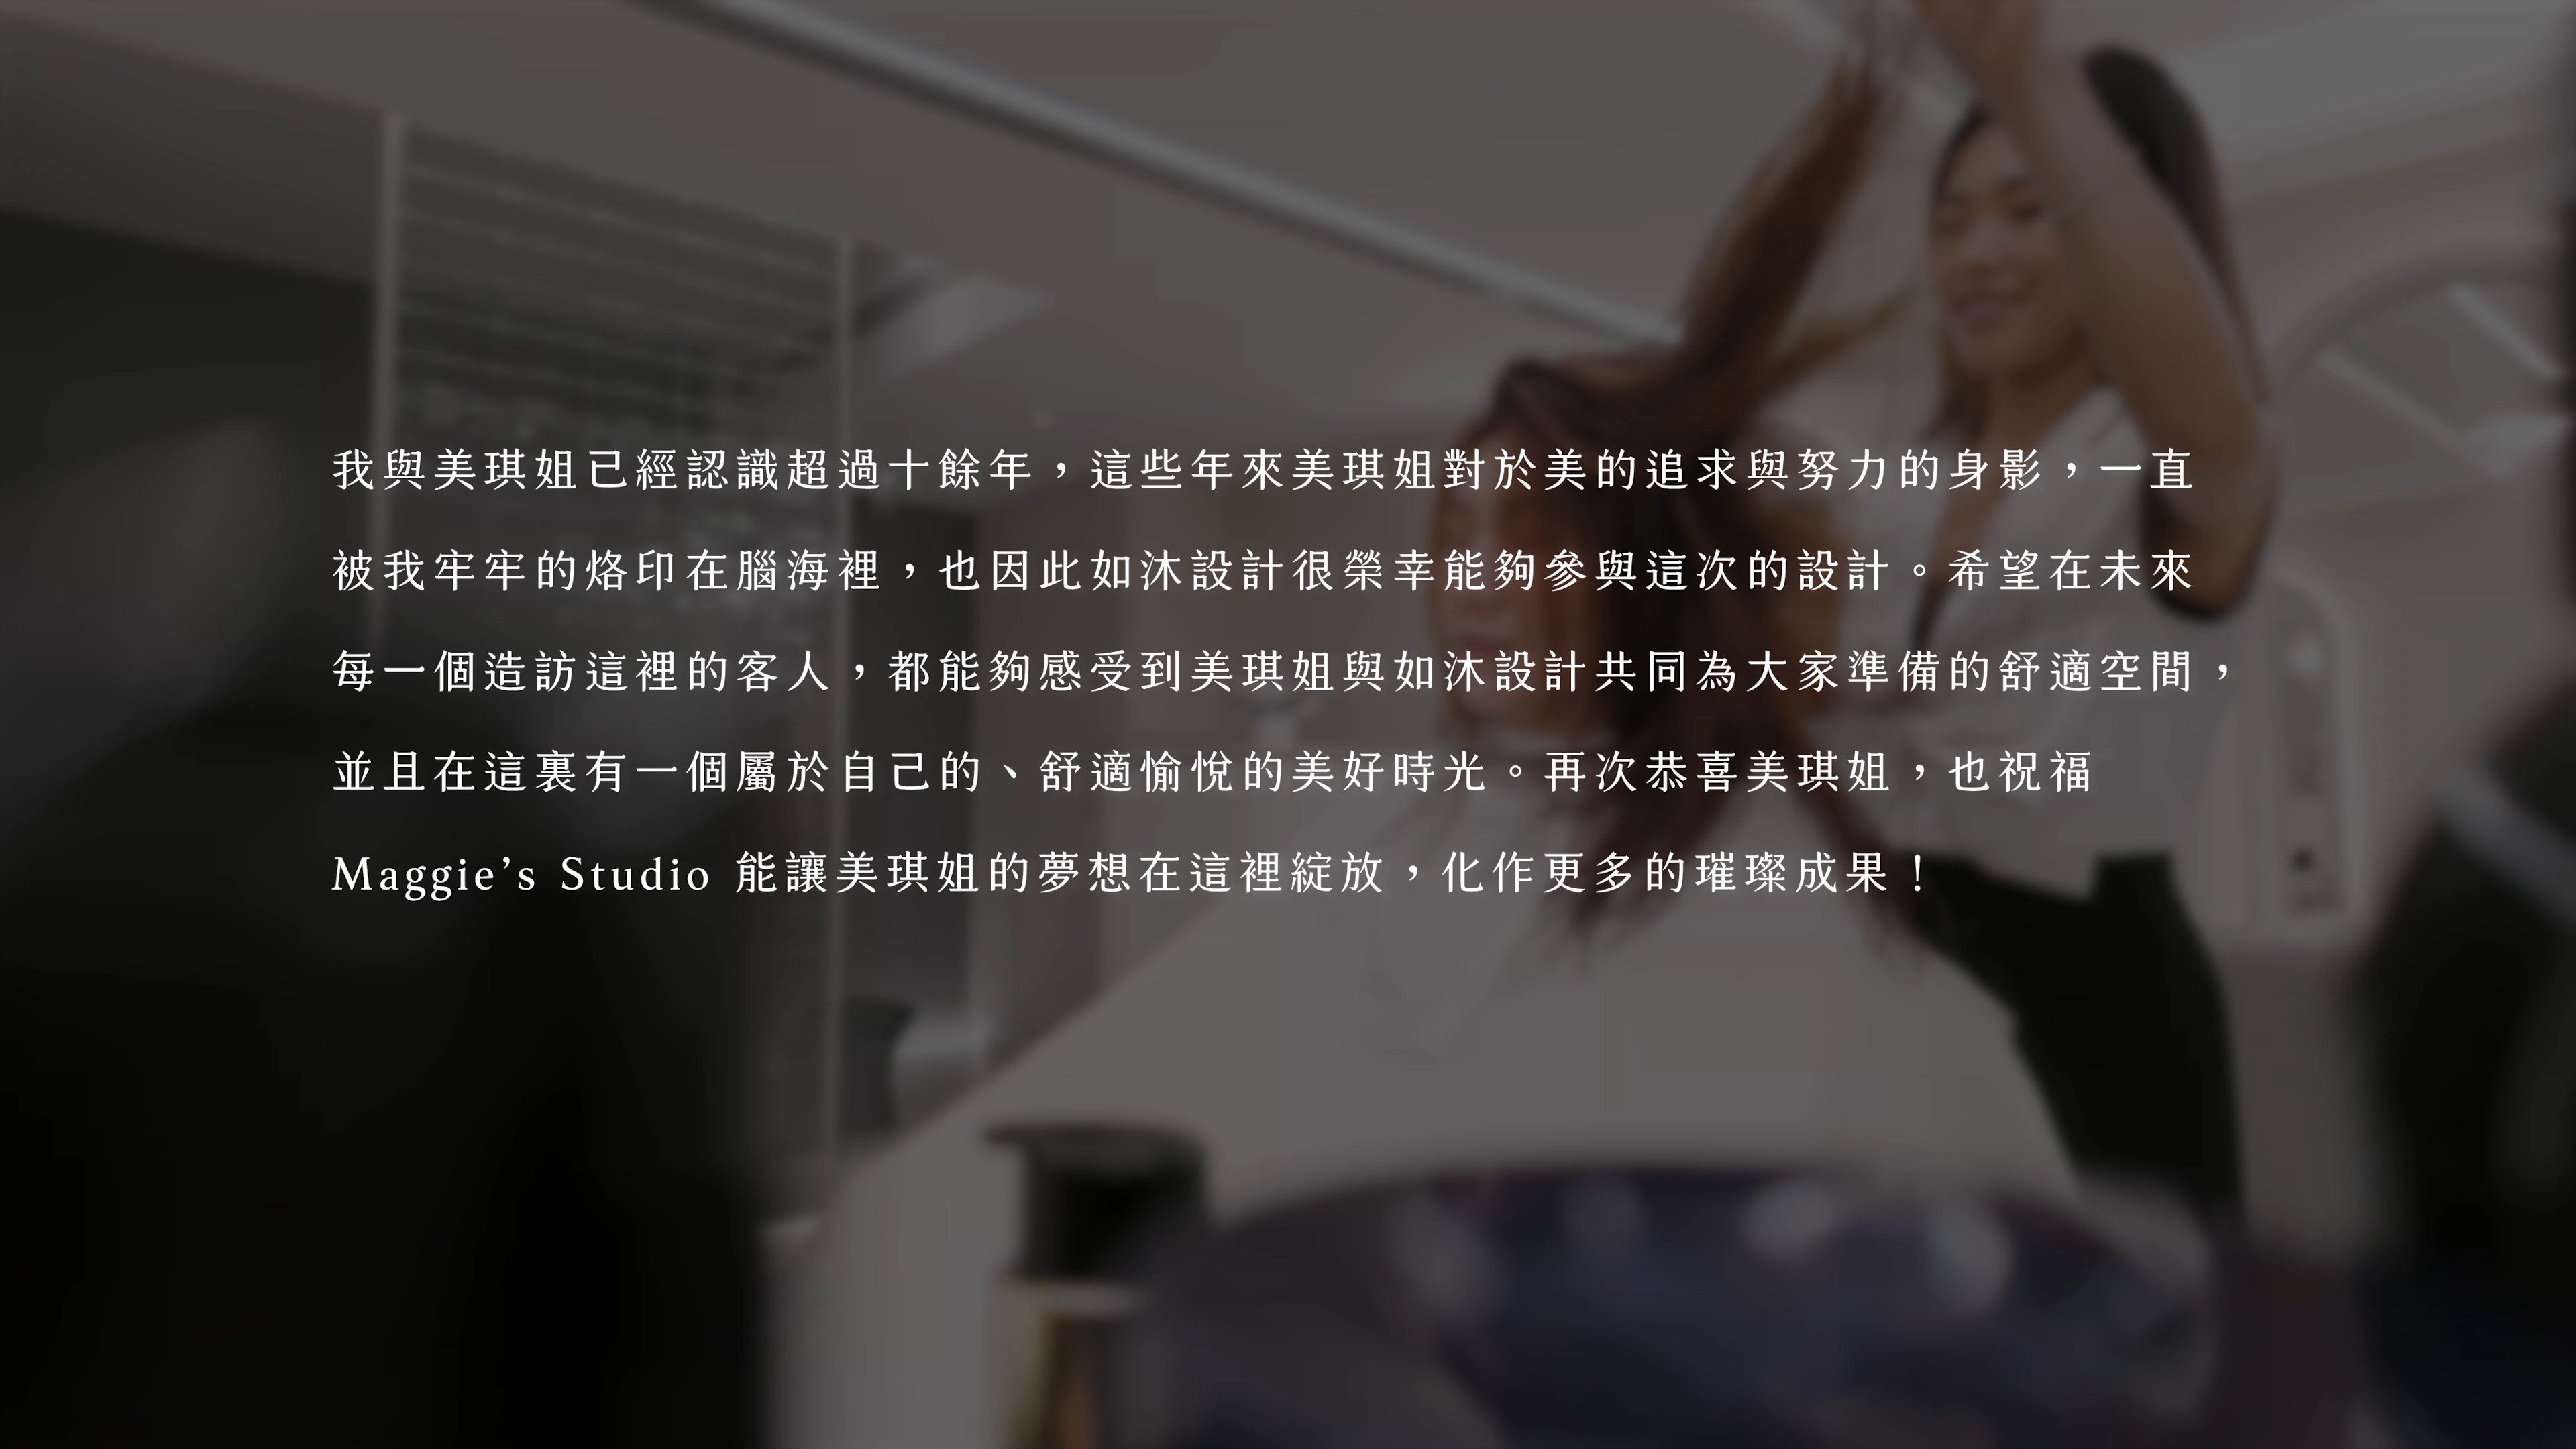 我與美琪姐已經認識超過十餘年，這些年來美琪姐對於美的追求與努力的身影，一直
被我牢牢的烙印在腦海裡，也因此如沐設計很榮幸能夠參與這次的設計。希望在未來
每一個造訪這裡的客人，都能夠感受到美琪姐與如沐設計共同為大家準備的舒適空間，
並且在這裏有一個屬於自己的、舒適愉悅的美好時光。再次恭喜美琪姐，也祝福
Maggie’s Studio 能讓美琪姐的夢想在這裡綻放，化作更多的璀璨成果！